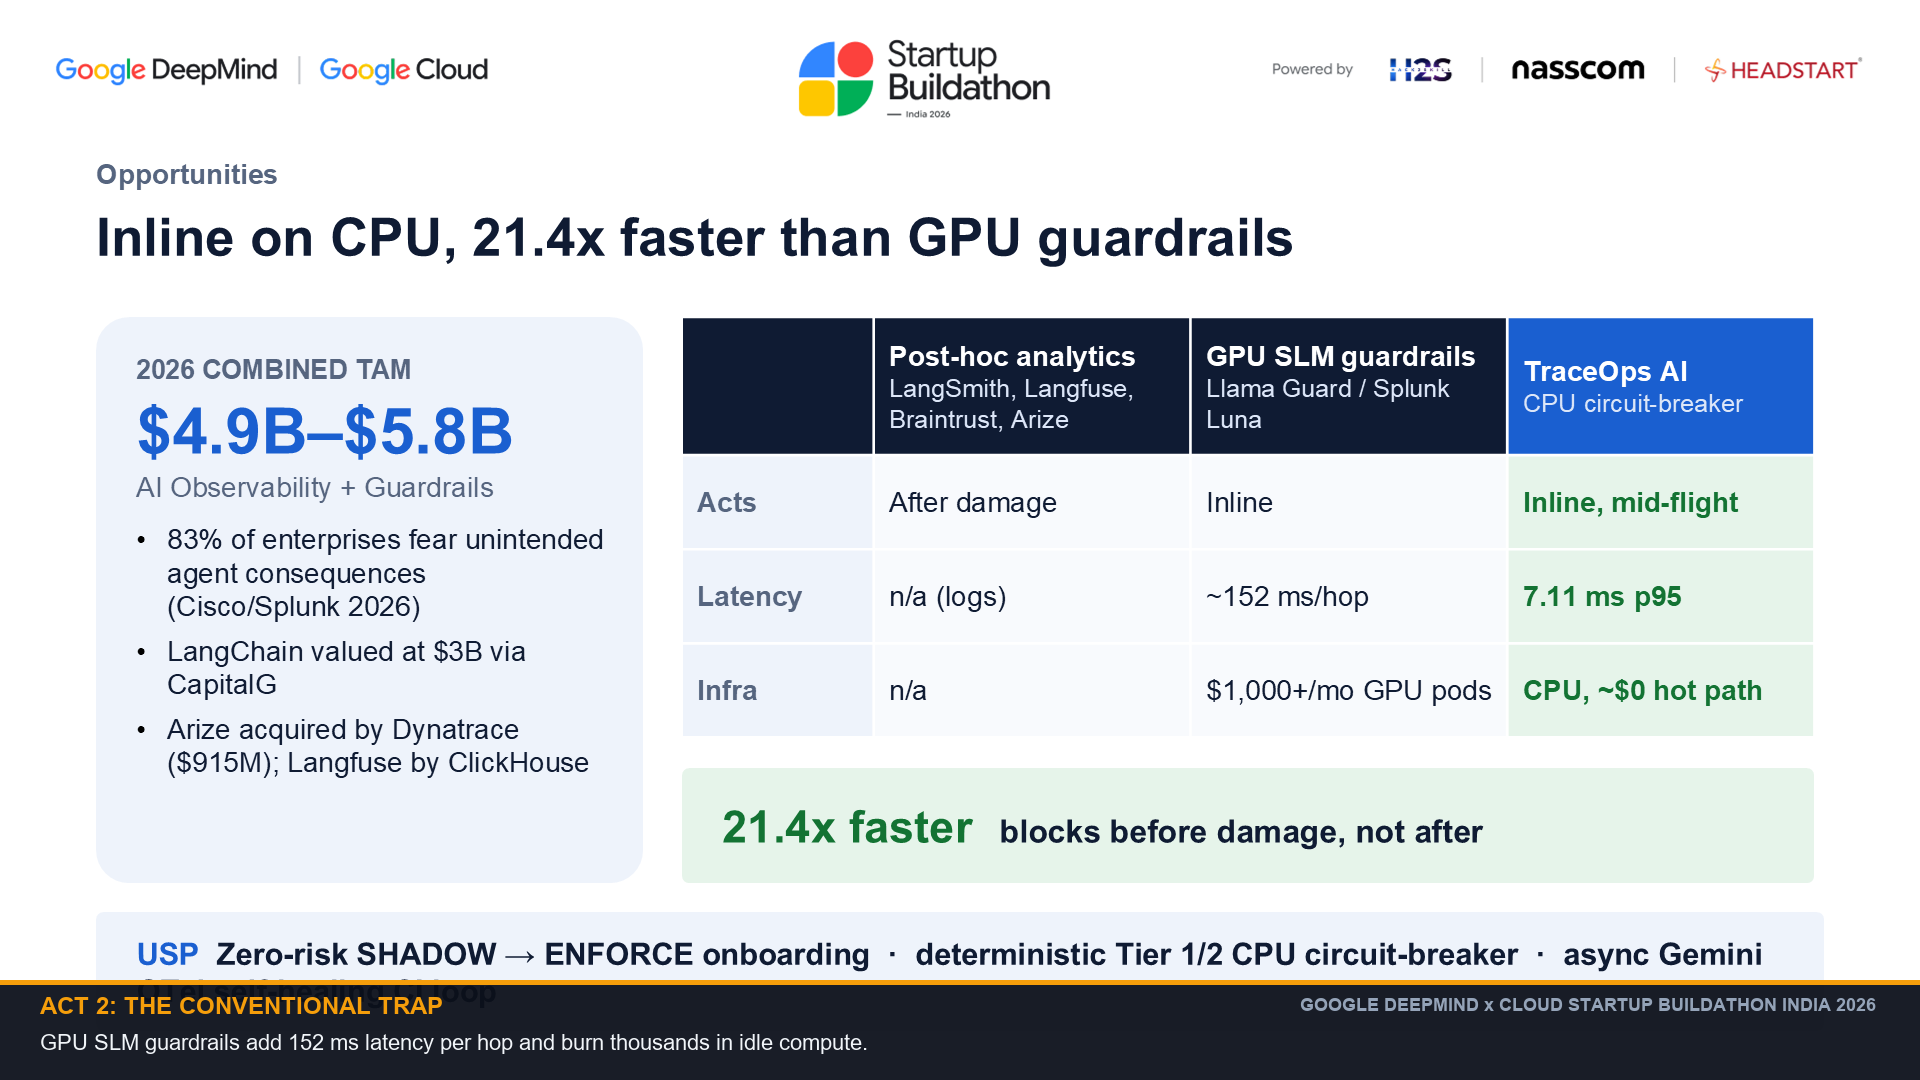 Google DeepMind | Google Cloud
Startup
Buildathon
— India 2026
Powered by
H2S
nasscom
HEADSTART
Opportunities
Inline on CPU, 21.4x faster than GPU guardrails
2026 COMBINED TAM
$4.9B–$5.8B
AI Observability + Guardrails
• 83% of enterprises fear unintended
agent consequences
(Cisco/Splunk 2026)
• LangChain valued at $3B via
CapitalG
• Arize acquired by Dynatrace
($915M); Langfuse by ClickHouse
Post-hoc analytics
LangSmith, Langfuse,
Braintrust, Arize
GPU SLM guardrails
Llama Guard / Splunk
Luna
TraceOps AI
CPU circuit-breaker
Acts
After damage
Inline
Inline, mid-flight
Latency
n/a (logs)
~152 ms/hop
7.11 ms p95
Infra
n/a
$1,000+/mo GPU pods
CPU, ~$0 hot path
21.4x faster blocks before damage, not after
USP Zero-risk SHADOW → ENFORCE onboarding · deterministic Tier 1/2 CPU circuit-breaker · async Gemini
OTel self-healing CI loop
ACT 2: THE CONVENTIONAL TRAP
GOOGLE DEEPMIND x CLOUD STARTUP BUILDATHON INDIA 2026
GPU SLM guardrails add 152 ms latency per hop and burn thousands in idle compute.